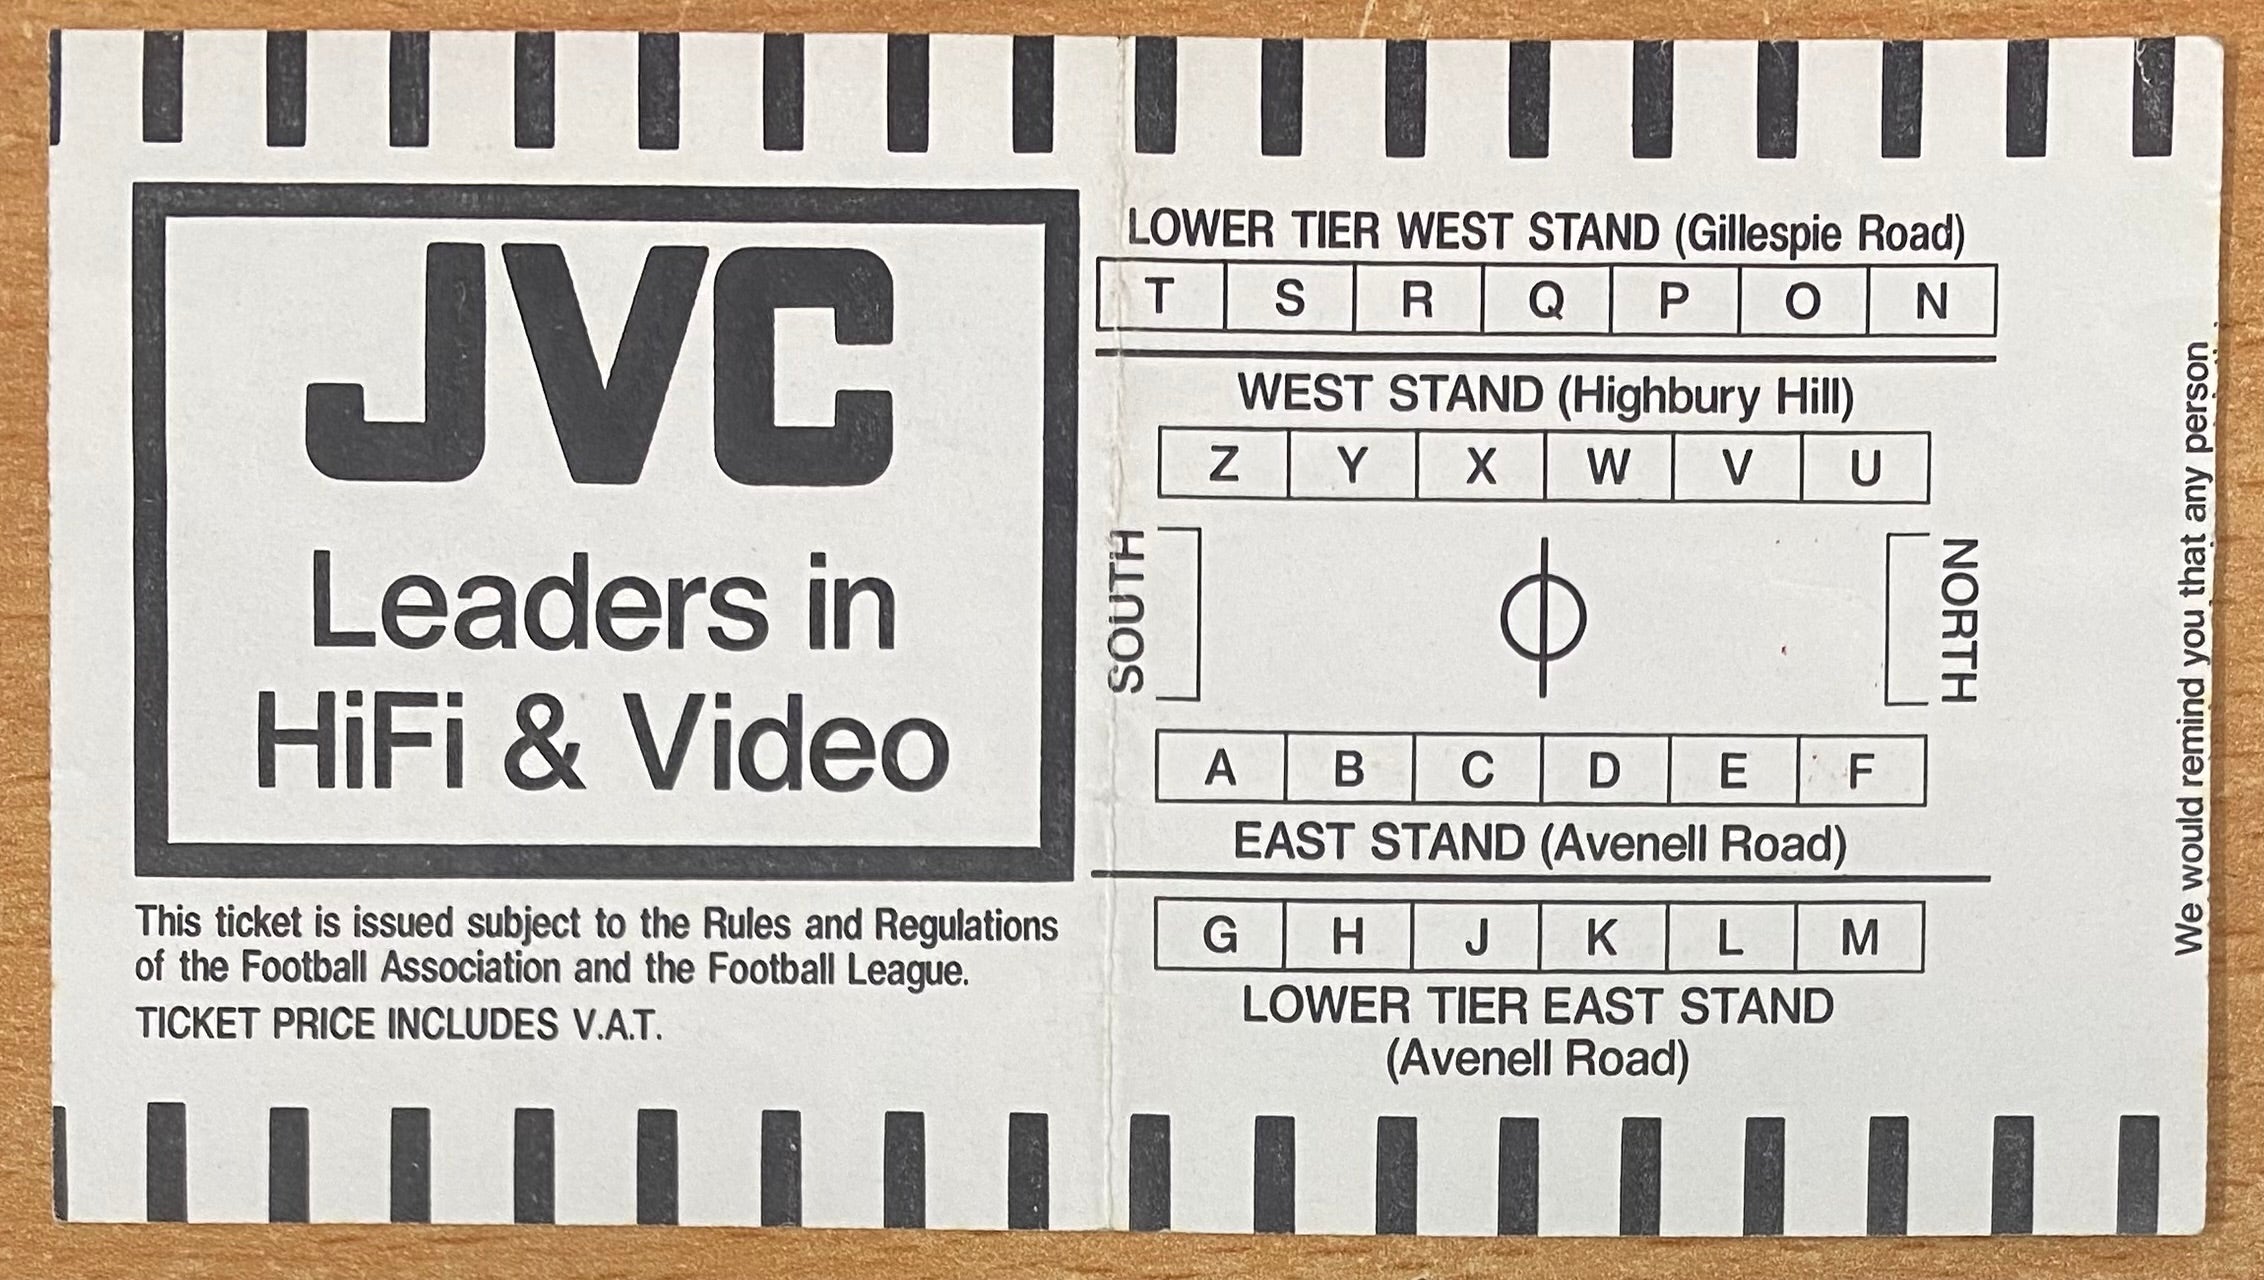 JVC
Leaders in
HiFi & Video
This ticket is issued subject to the Rules and Regulations
of the Football Association and the Football League.
TICKET PRICE INCLUDES V.A.T.
LOWER TIER WEST STAND (Gillespie Road)
T S R Q P O N
WEST STAND (Highbury Hill)
Z Y X W V U
SOUTH
NORTH
A B C D E F
EAST STAND (Avenell Road)
G H J K L M
LOWER TIER EAST STAND
(Avenell Road)
We would remind you that any person